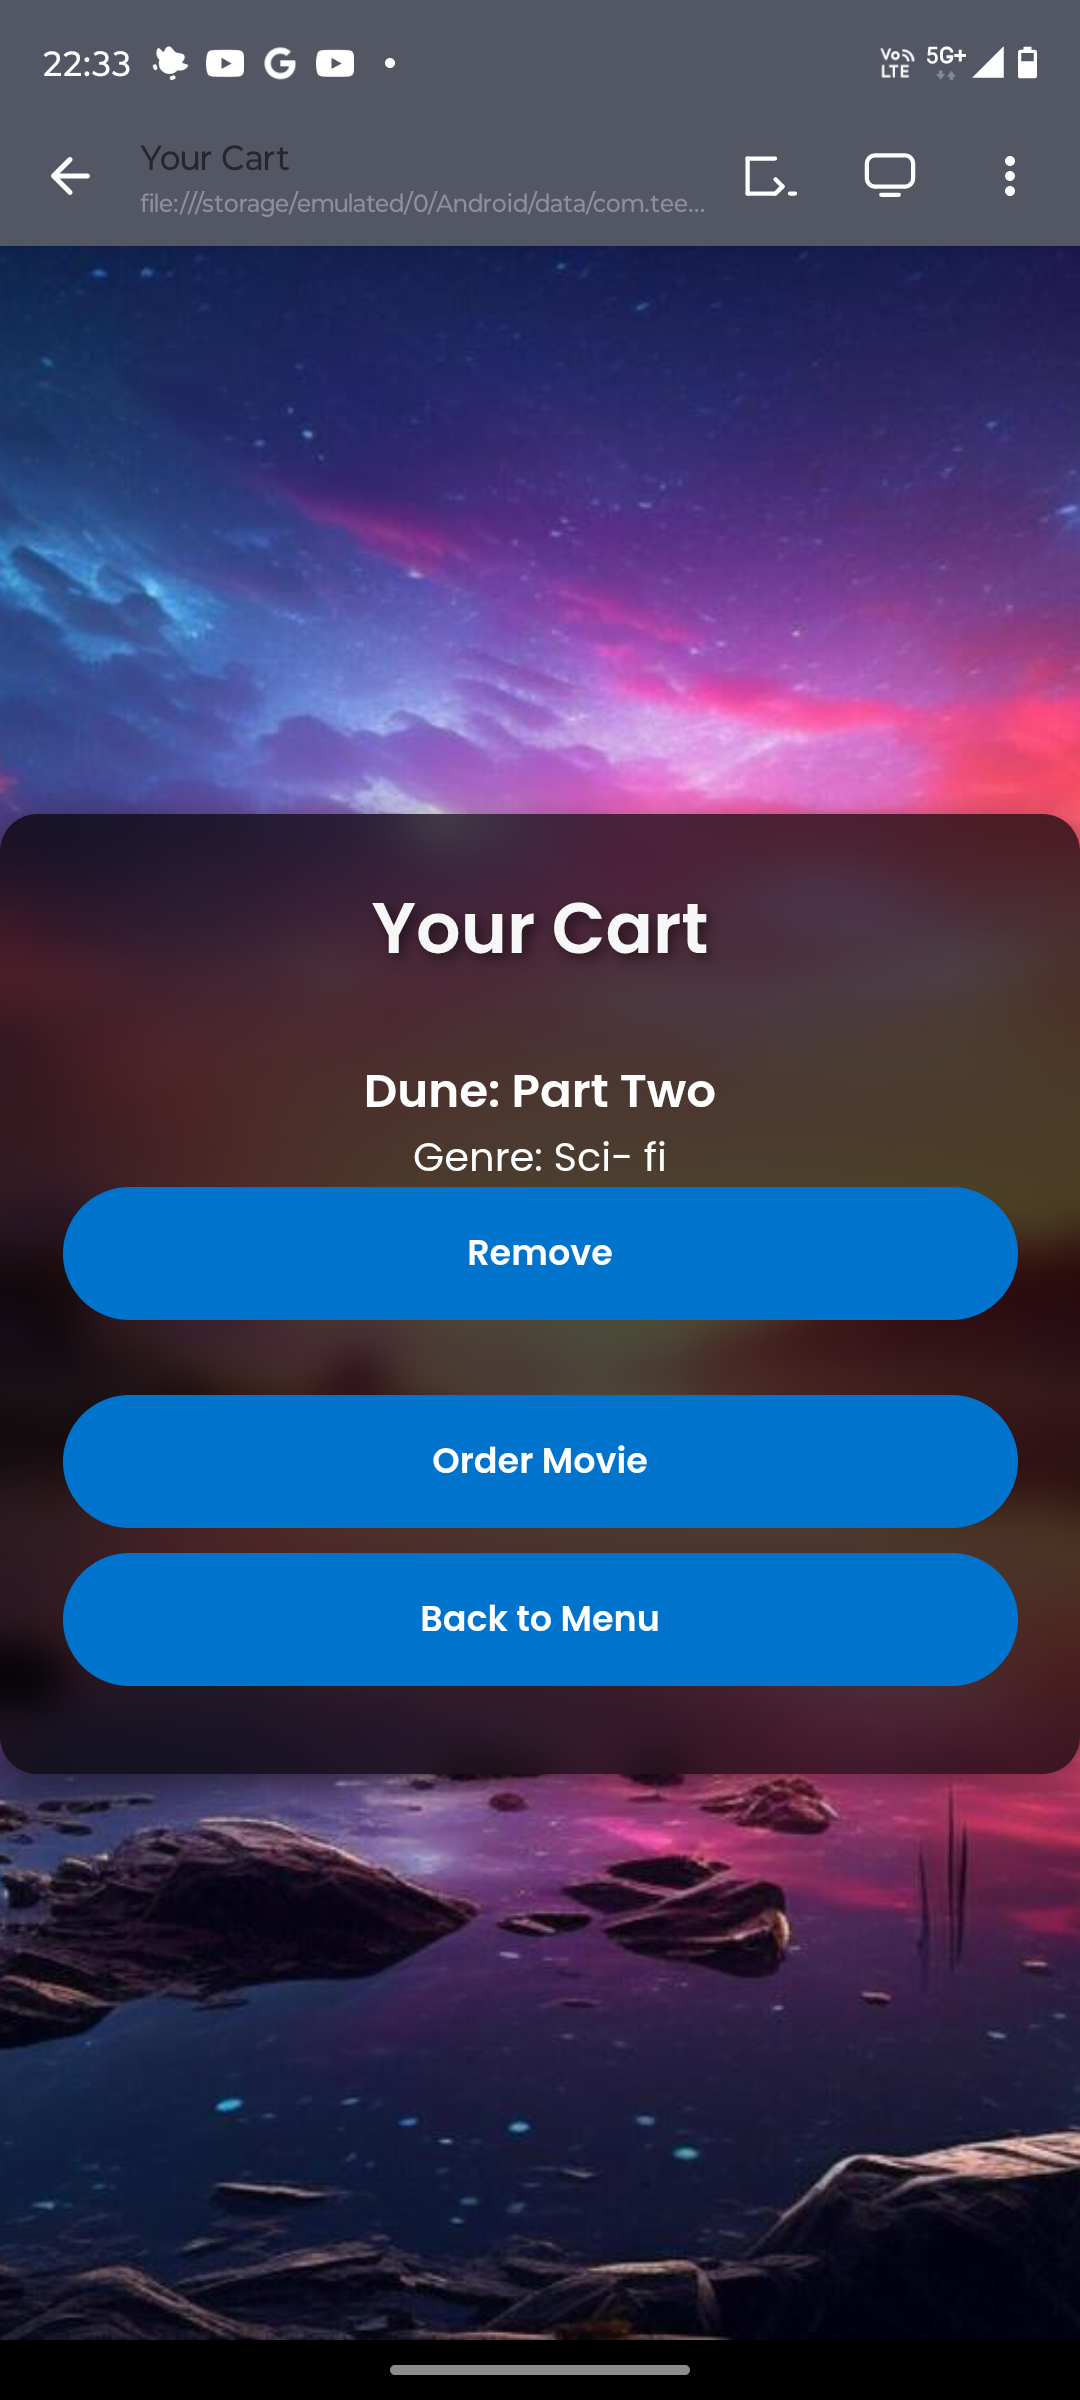 22:33
Vo LTE 5G+
Your Cart
file:///storage/emulated/0/Android/data/com.tee...
Your Cart
Dune: Part Two
Genre: Sci- fi
Remove
Order Movie
Back to Menu